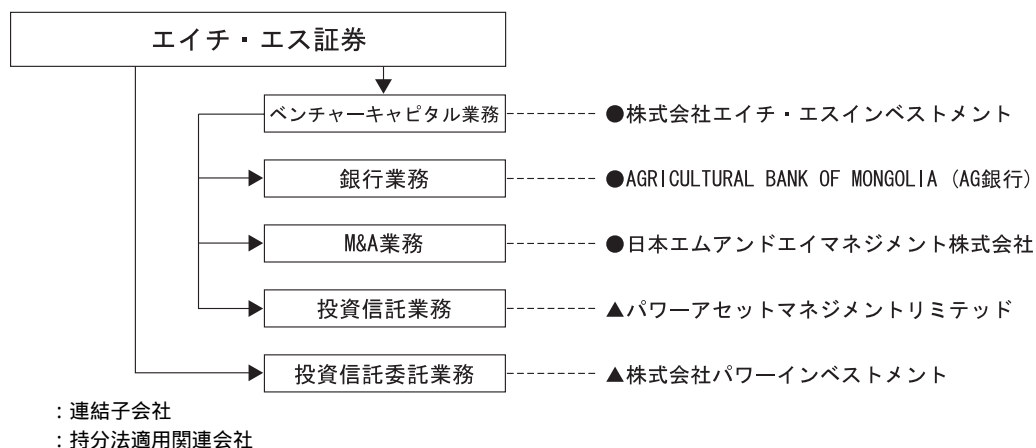 エイチ・エス証券
ベンチャーキャピタル業務 ●株式会社エイチ・エスインベストメント
銀行業務 ●AGRICULTURAL BANK OF MONGOLIA (AG銀行)
M&A業務 ●日本エムアンドエイマネジメント株式会社
投資信託業務 ▲パワーアセットマネジメントリミテッド
投資信託委託業務 ▲株式会社パワーインベストメント
：連結子会社
：持分法適用関連会社